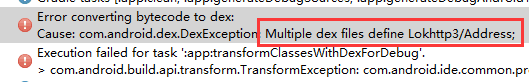 Error converting bytecode to dex:
Cause: com.android.dex.DexException: Multiple dex files define Lokhttp3/Address;
Execution failed for task ':app:transformClassesWithDexForDebug'.
> com.android.build.api.transform.TransformException: com.android.ide.common.pr